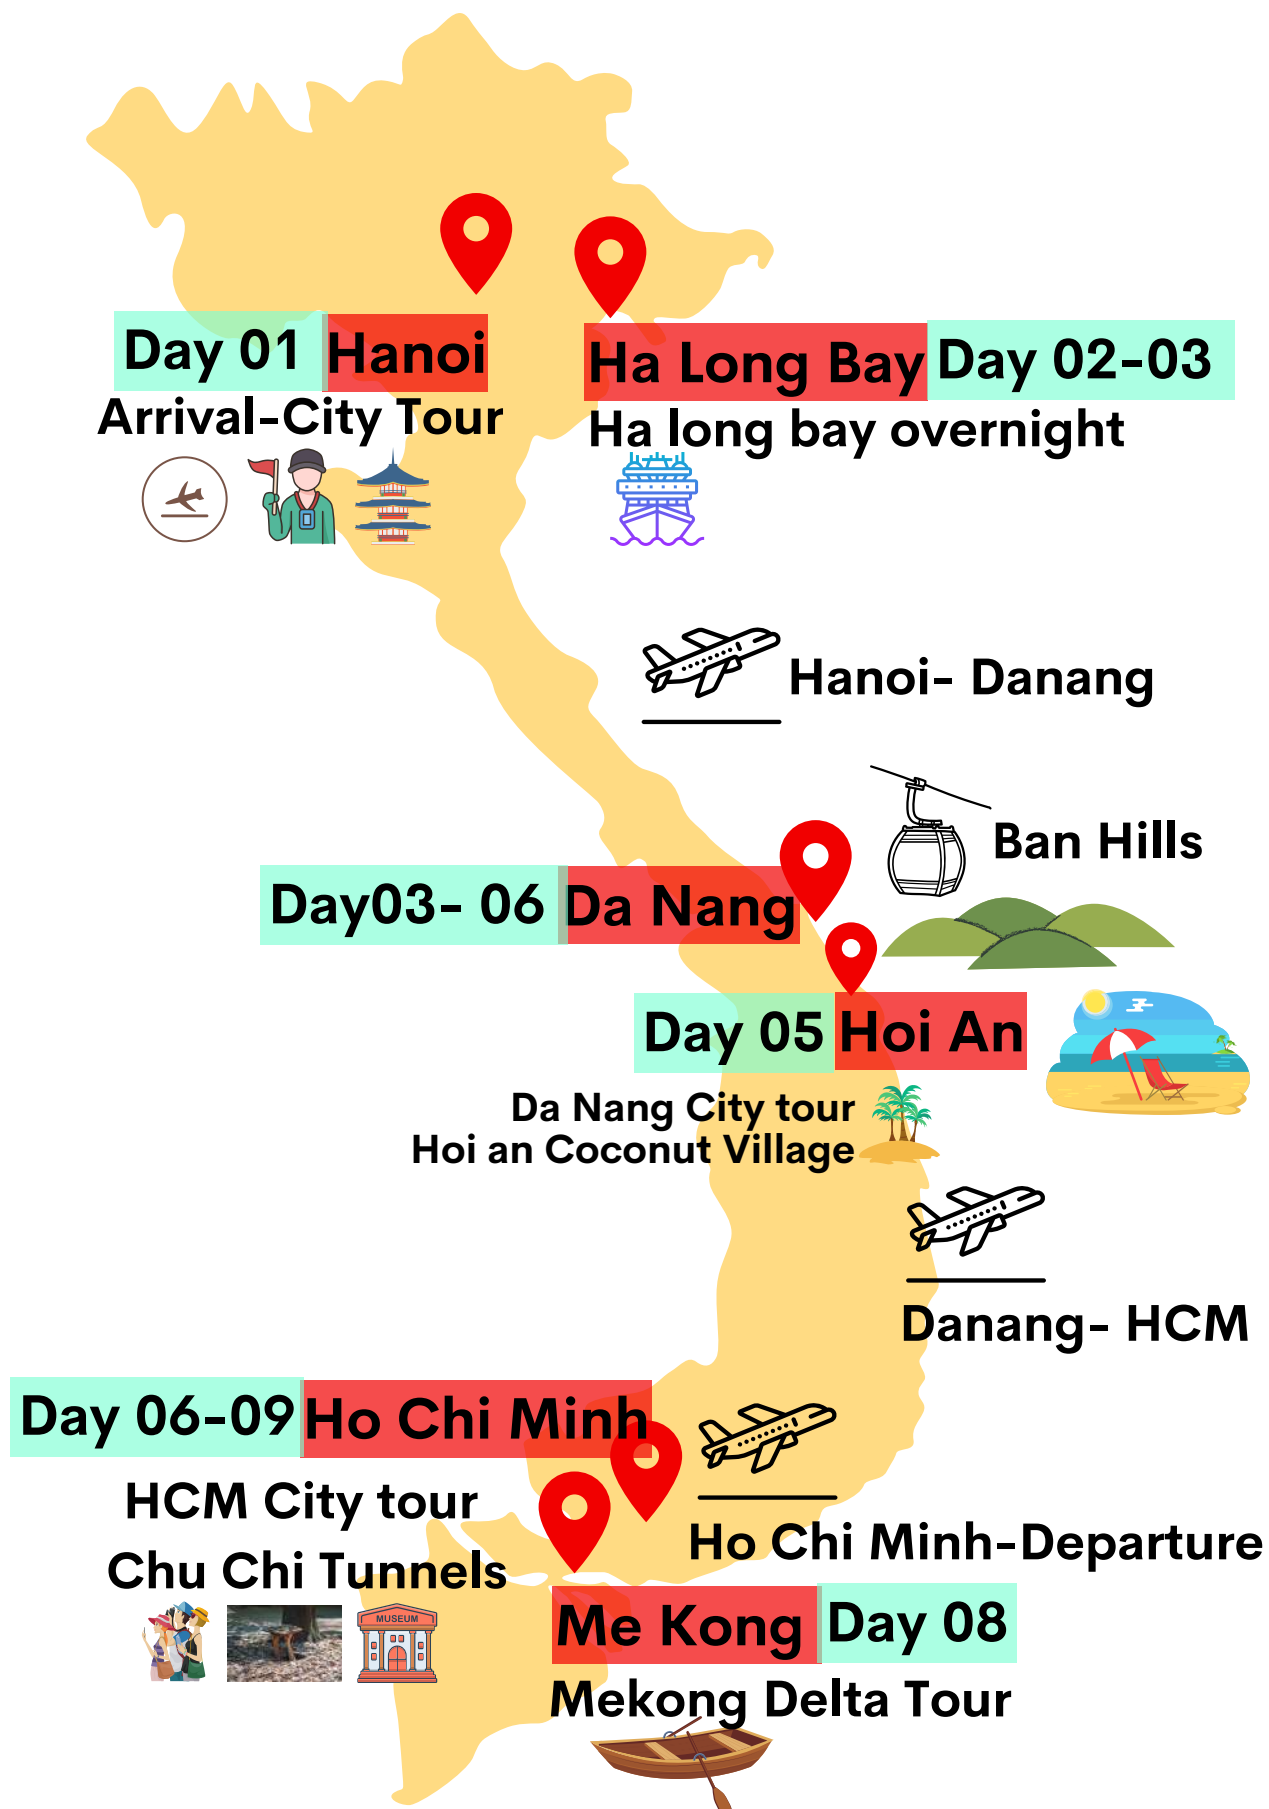 Day 01 Hanoi
Arrival-City Tour
Ha Long Bay Day 02-03
Ha long bay overnight
Hanoi- Danang
Ban Hills
Day03- 06 Da Nang
Day 05 Hoi An
Da Nang City tour
Hoi an Coconut Village
Danang- HCM
Day 06-09 Ho Chi Minh
HCM City tour
Chu Chi Tunnels
MUSEUM
Ho Chi Minh-Departure
Me Kong Day 08
Mekong Delta Tour